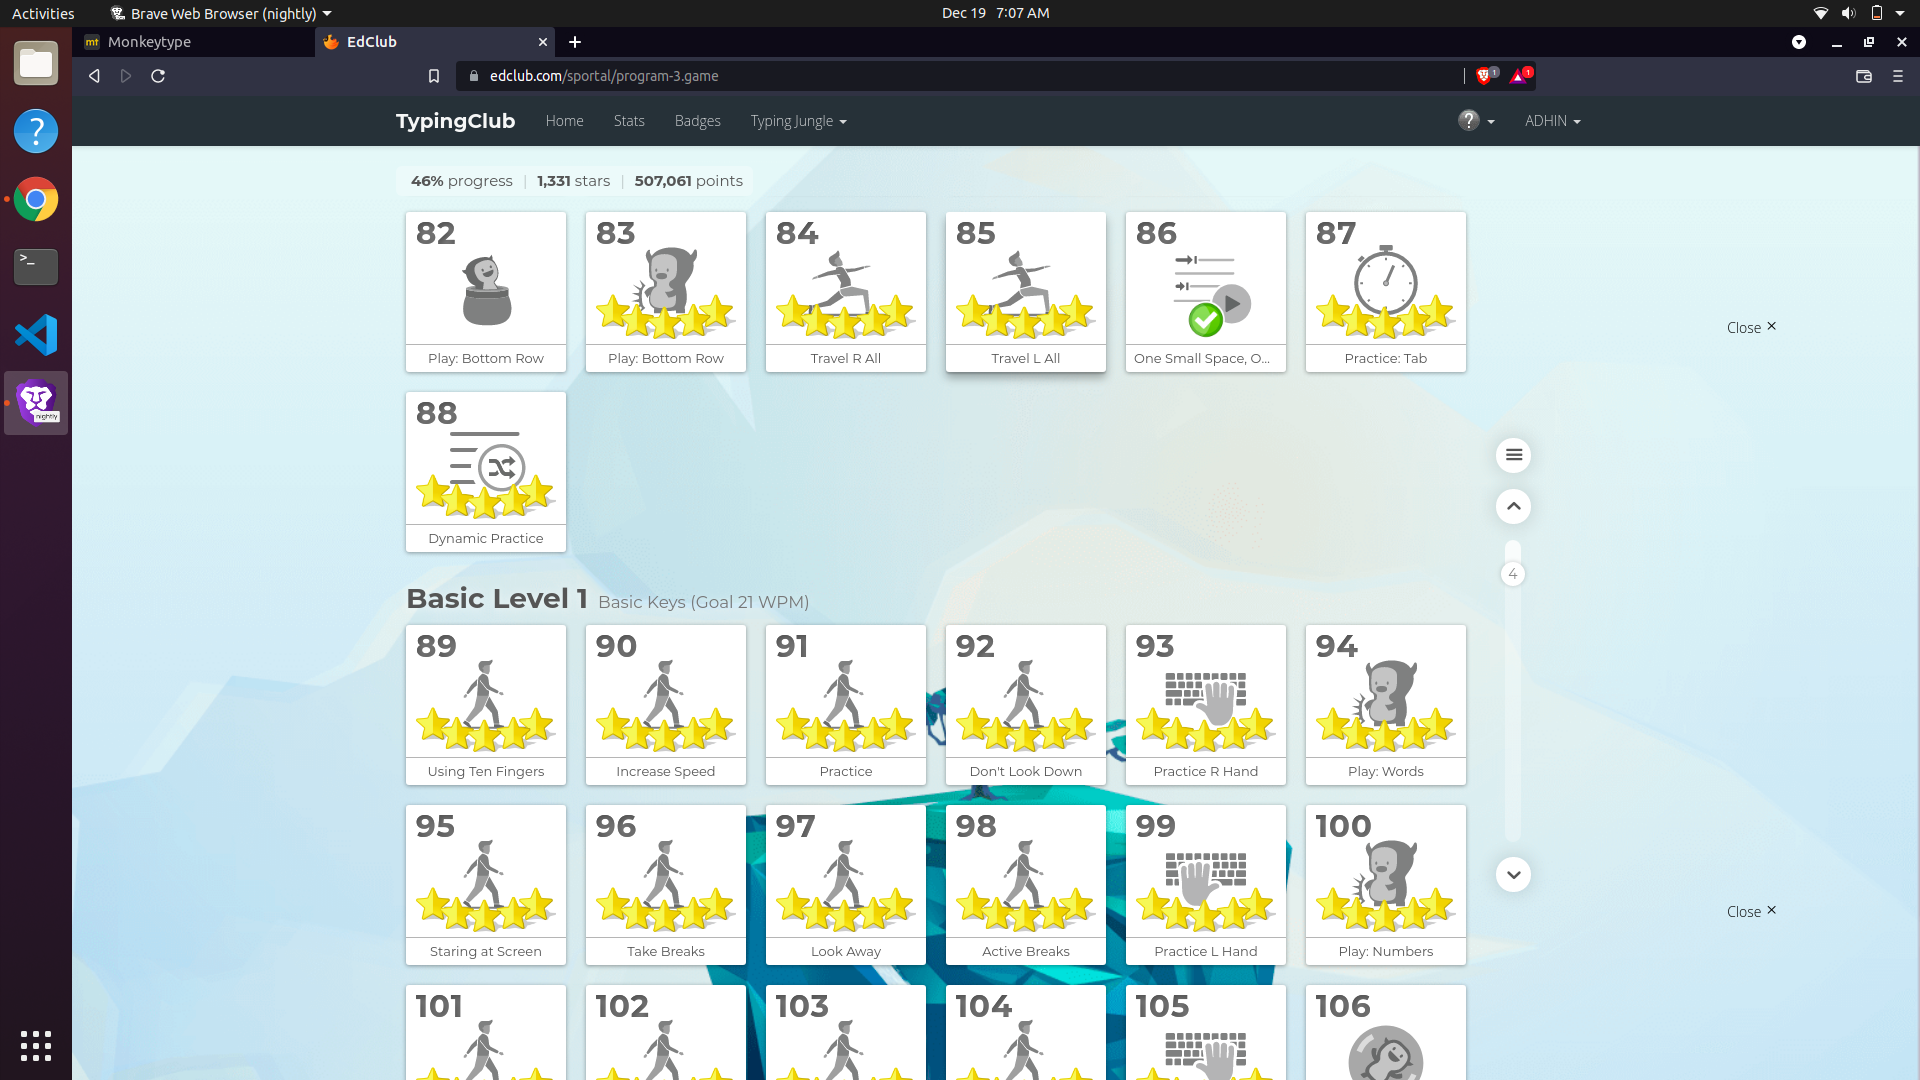 Activities Brave Web Browser (nightly) Dec 19 7:07 AM
mt Monkeytype EdClub
edclub.com/sportal/program-3.game 1 1
TypingClub Home Stats Badges Typing Jungle ? ADHIN
46% progress | 1,331 stars | 507,061 points
82 83 84 85 86 87
Play: Bottom Row Play: Bottom Row Travel R All Travel L All One Small Space, O... Practice: Tab
Close ×
88
Dynamic Practice
4
Basic Level 1 Basic Keys (Goal 21 WPM)
89 90 91 92 93 94
Using Ten Fingers Increase Speed Practice Don't Look Down Practice R Hand Play: Words
95 96 97 98 99 100
Staring at Screen Take Breaks Look Away Active Breaks Practice L Hand Play: Numbers
Close ×
101 102 103 104 105 106
?
>_
nightly